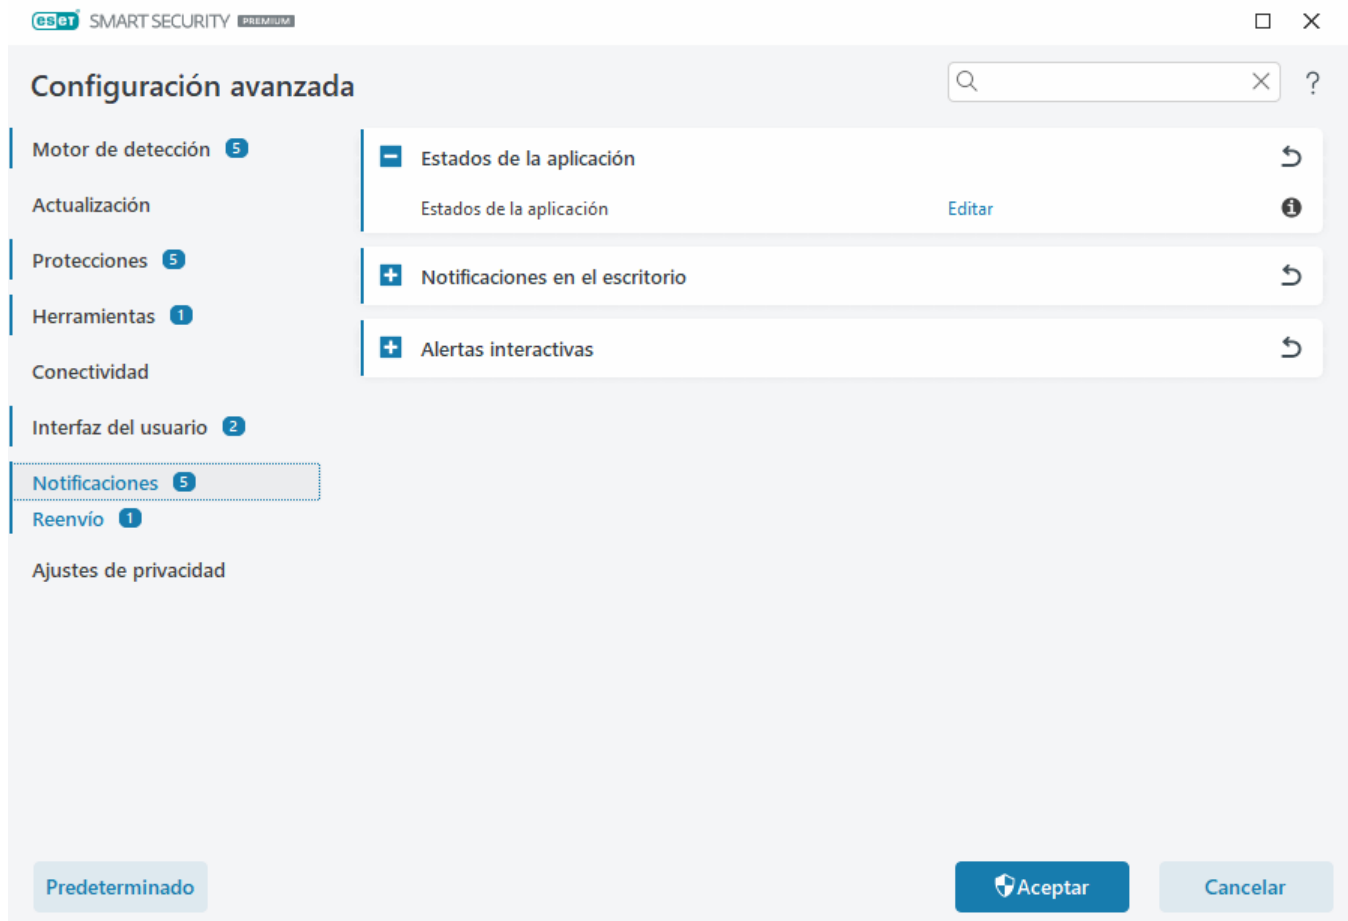 eset SMART SECURITY PREMIUM
Configuración avanzada
?
Motor de detección 5
Actualización
Protecciones 5
Herramientas 1
Conectividad
Interfaz del usuario 2
Notificaciones 5
Reenvío 1
Ajustes de privacidad
Estados de la aplicación
Estados de la aplicación Editar
Notificaciones en el escritorio
Alertas interactivas
Predeterminado
Aceptar
Cancelar